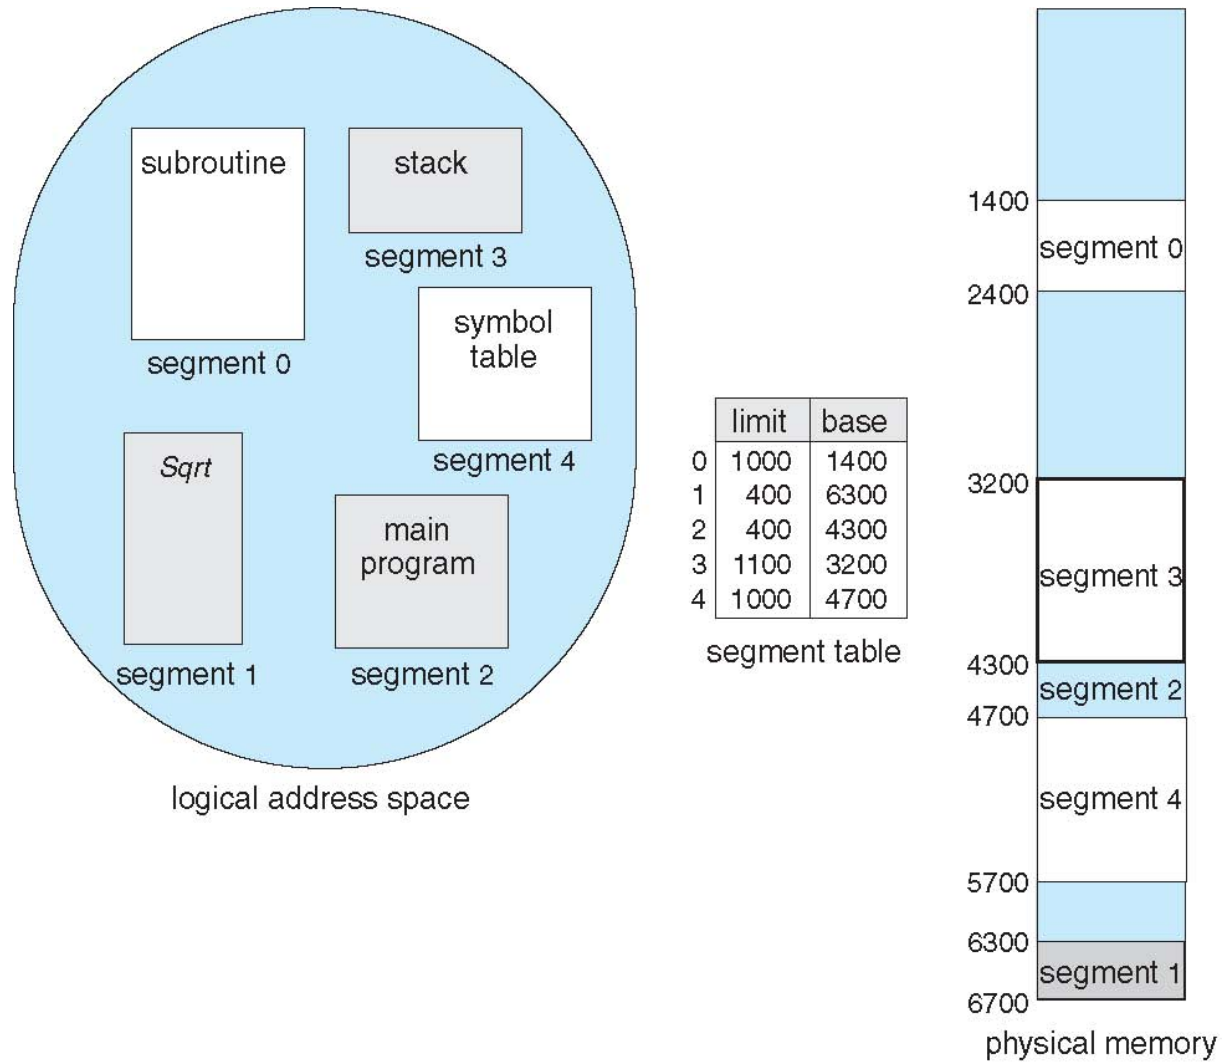 subroutine
segment 0
stack
segment 3
symbol
table
segment 4
Sqrt
segment 1
main
program
segment 2
logical address space
limit base
0 1000 1400
1 400 6300
2 400 4300
3 1100 3200
4 1000 4700
segment table
1400
segment 0
2400
3200
segment 3
4300
segment 2
4700
segment 4
5700
6300
segment 1
6700
physical memory